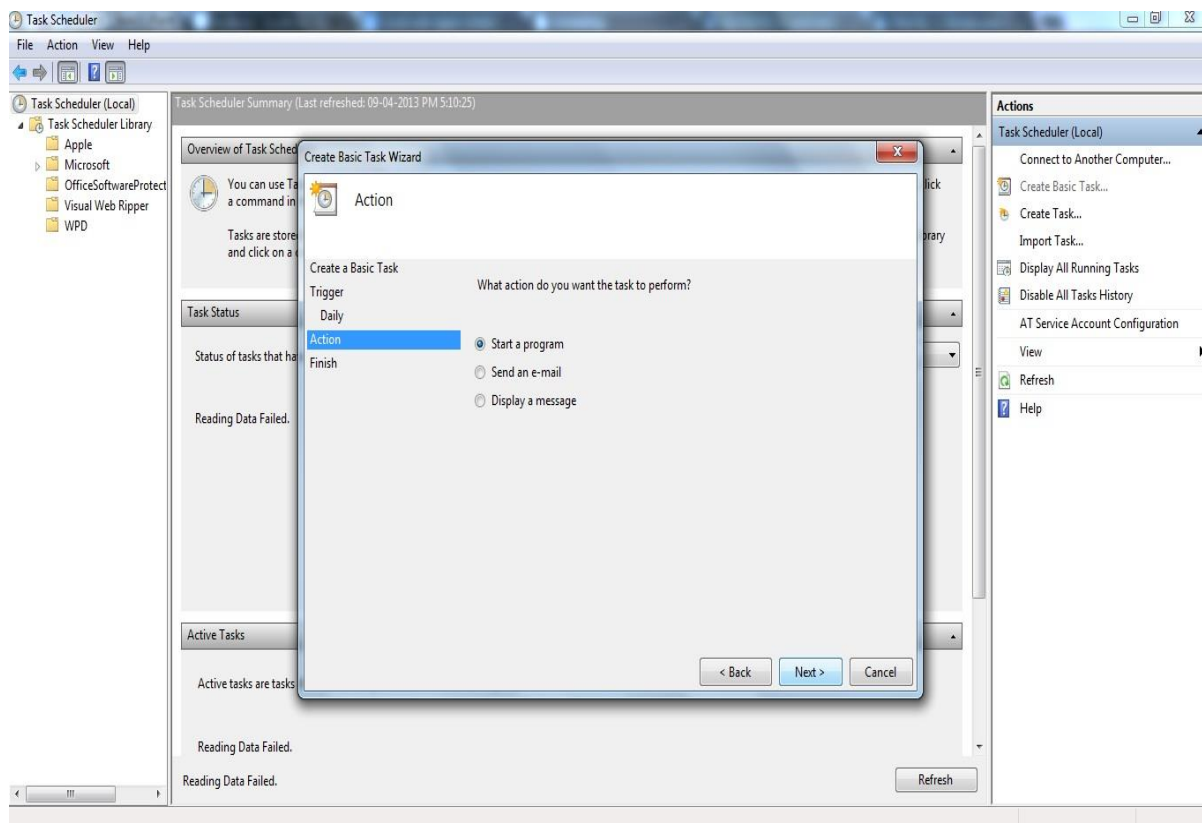 Task Scheduler
File Action View Help
Task Scheduler (Local)
Task Scheduler Library
Apple
Microsoft
OfficeSoftwareProtect
Visual Web Ripper
WPD
Task Scheduler Summary (Last refreshed: 09-04-2013 PM 5:10:25)
Overview of Task Sched
You can use Ta
a command in
lick
Tasks are store
and click on a
brary
Task Status
Status of tasks that ha
Reading Data Failed.
Active Tasks
Active tasks are tasks
Reading Data Failed.
Reading Data Failed.
Refresh
Create Basic Task Wizard
Action
Create a Basic Task
Trigger
Daily
Action
Finish
What action do you want the task to perform?
Start a program
Send an e-mail
Display a message
< Back
Next >
Cancel
Actions
Task Scheduler (Local)
Connect to Another Computer...
Create Basic Task...
Create Task...
Import Task...
Display All Running Tasks
Disable All Tasks History
AT Service Account Configuration
View
Refresh
Help